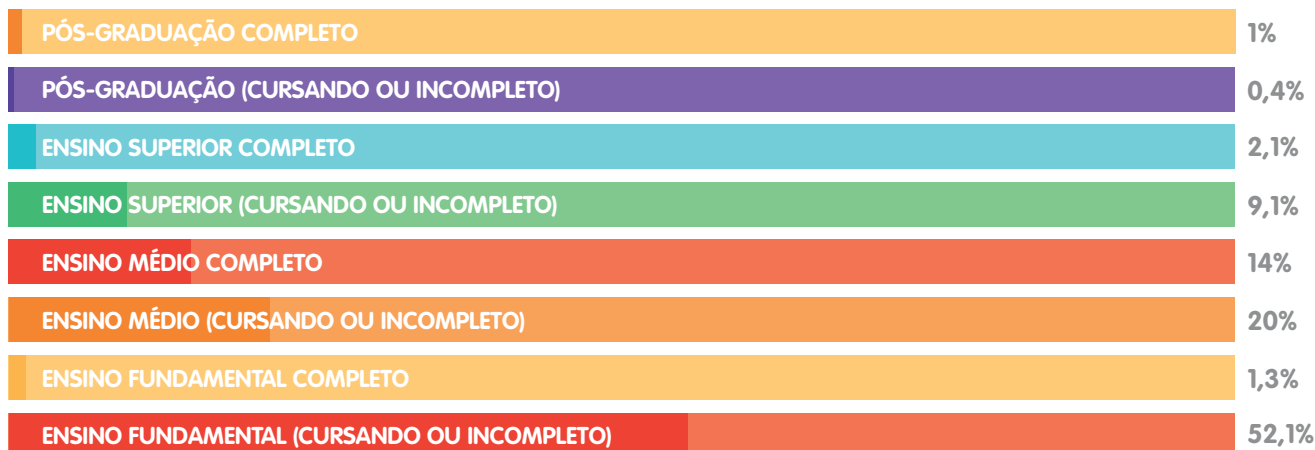 PÓS-GRADUAÇÃO COMPLETO 1%
PÓS-GRADUAÇÃO (CURSANDO OU INCOMPLETO) 0,4%
ENSINO SUPERIOR COMPLETO 2,1%
ENSINO SUPERIOR (CURSANDO OU INCOMPLETO) 9,1%
ENSINO MÉDIO COMPLETO 14%
ENSINO MÉDIO (CURSANDO OU INCOMPLETO) 20%
ENSINO FUNDAMENTAL COMPLETO 1,3%
ENSINO FUNDAMENTAL (CURSANDO OU INCOMPLETO) 52,1%